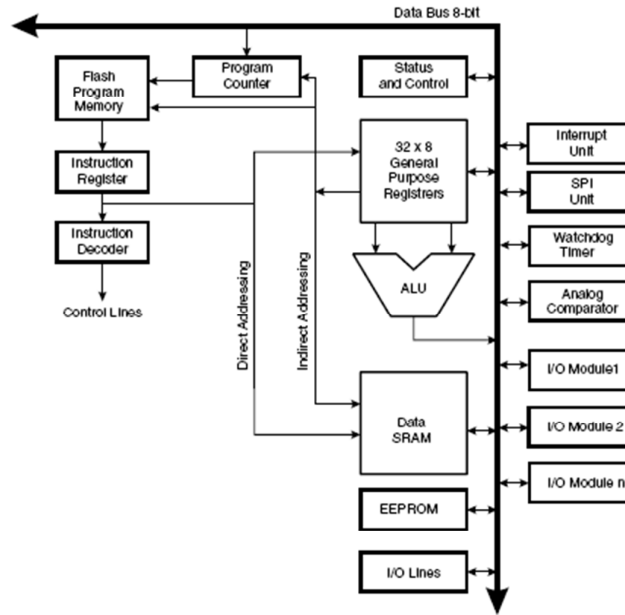 Data Bus 8-bit
Flash
Program
Memory
Program
Counter
Status
and Control
Instruction
Register
32 x 8
General
Purpose
Registrers
Interrupt
Unit
SPI
Unit
Instruction
Decoder
Watchdog
Timer
Direct Addressing
Indirect Addressing
ALU
Analog
Comparator
Control Lines
I/O Module1
Data
SRAM
I/O Module 2
I/O Module n
EEPROM
I/O Lines